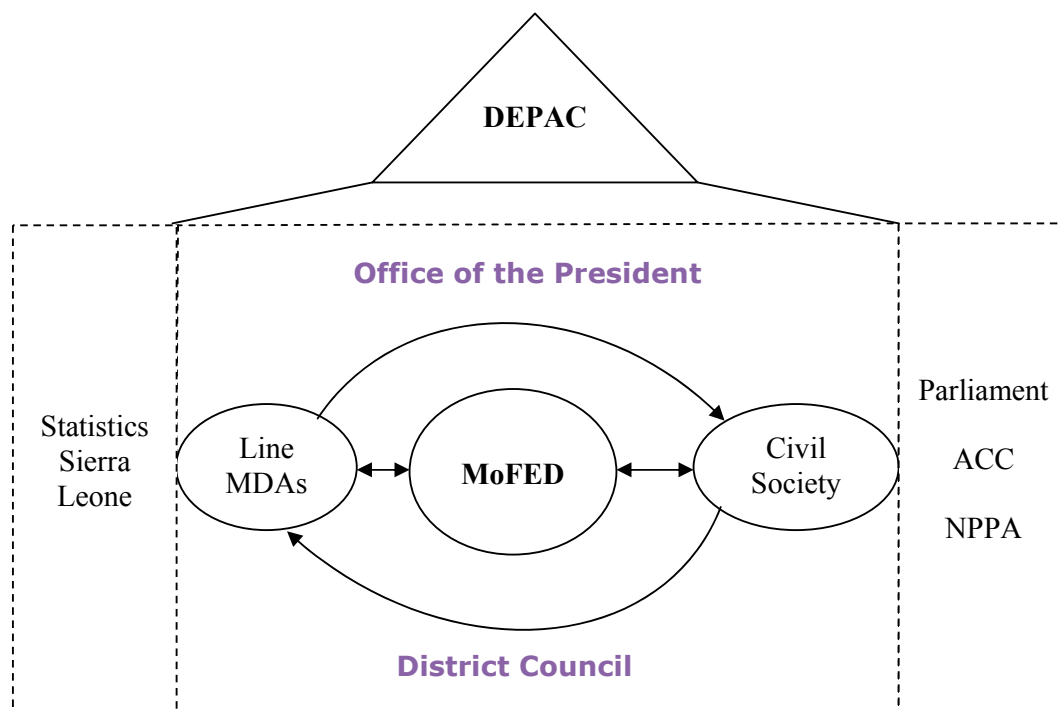 DEPAC
Office of the President
Statistics
Sierra
Leone
Line
MDAs
MoFED
Civil
Society
Parliament
ACC
NPPA
District Council